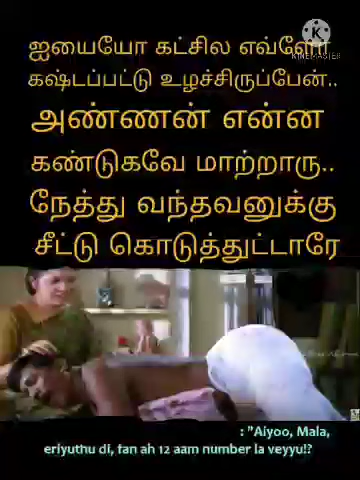 ஐயையோ கட்சில எவ்ளோ
KINEMASTER
கஷ்டப்பட்டு உழச்சிருப்பேன்..
அண்ணன் என்ன
கண்டுகவே மாற்றாரு..
நேத்து வந்தவனுக்கு
சீட்டு கொடுத்துட்டாரே
: "Aiyoo, Mala,
eriyuthu di, fan ah 12 aam number la veyyu!?